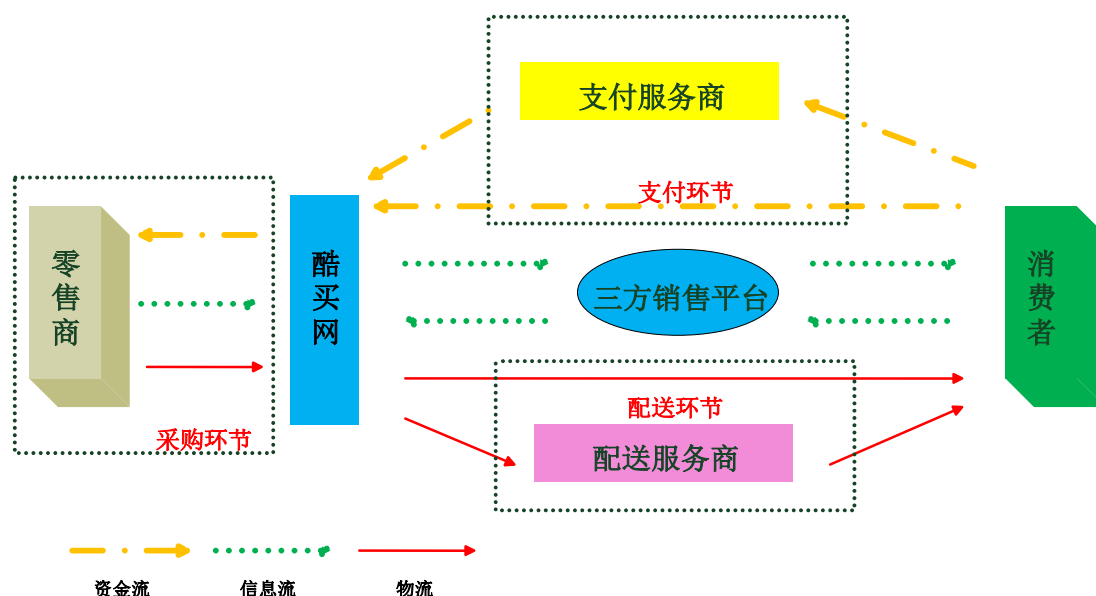 支付服务商
支付环节
零售商
酷买网
三方销售平台
消费者
采购环节
配送环节
配送服务商
资金流
信息流
物流